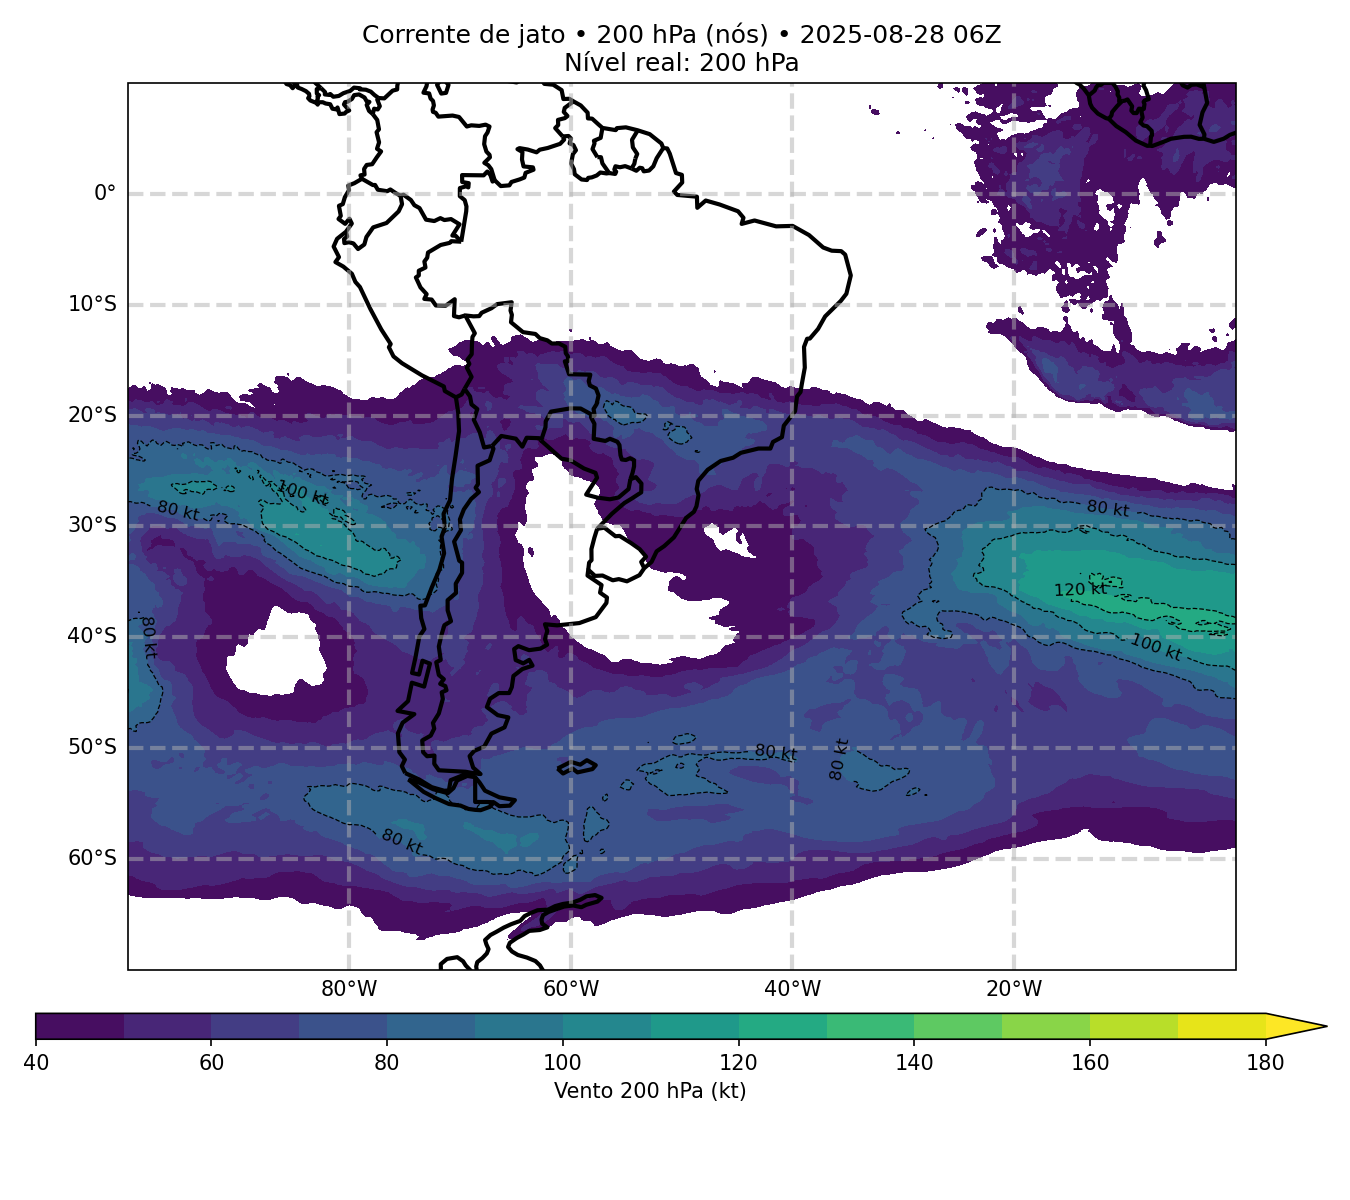 Corrente de jato • 200 hPa (nós) • 2025-08-28 06Z
Nível real: 200 hPa
0°
10°S
20°S
100 kt
80 kt
80 kt
30°S
120 kt
80 kt
40°S
100 kt
50°S
80 kt
80 kt
80 kt
60°S
80°W 60°W 40°W 20°W
40 60 80 100 120 140 160 180
Vento 200 hPa (kt)